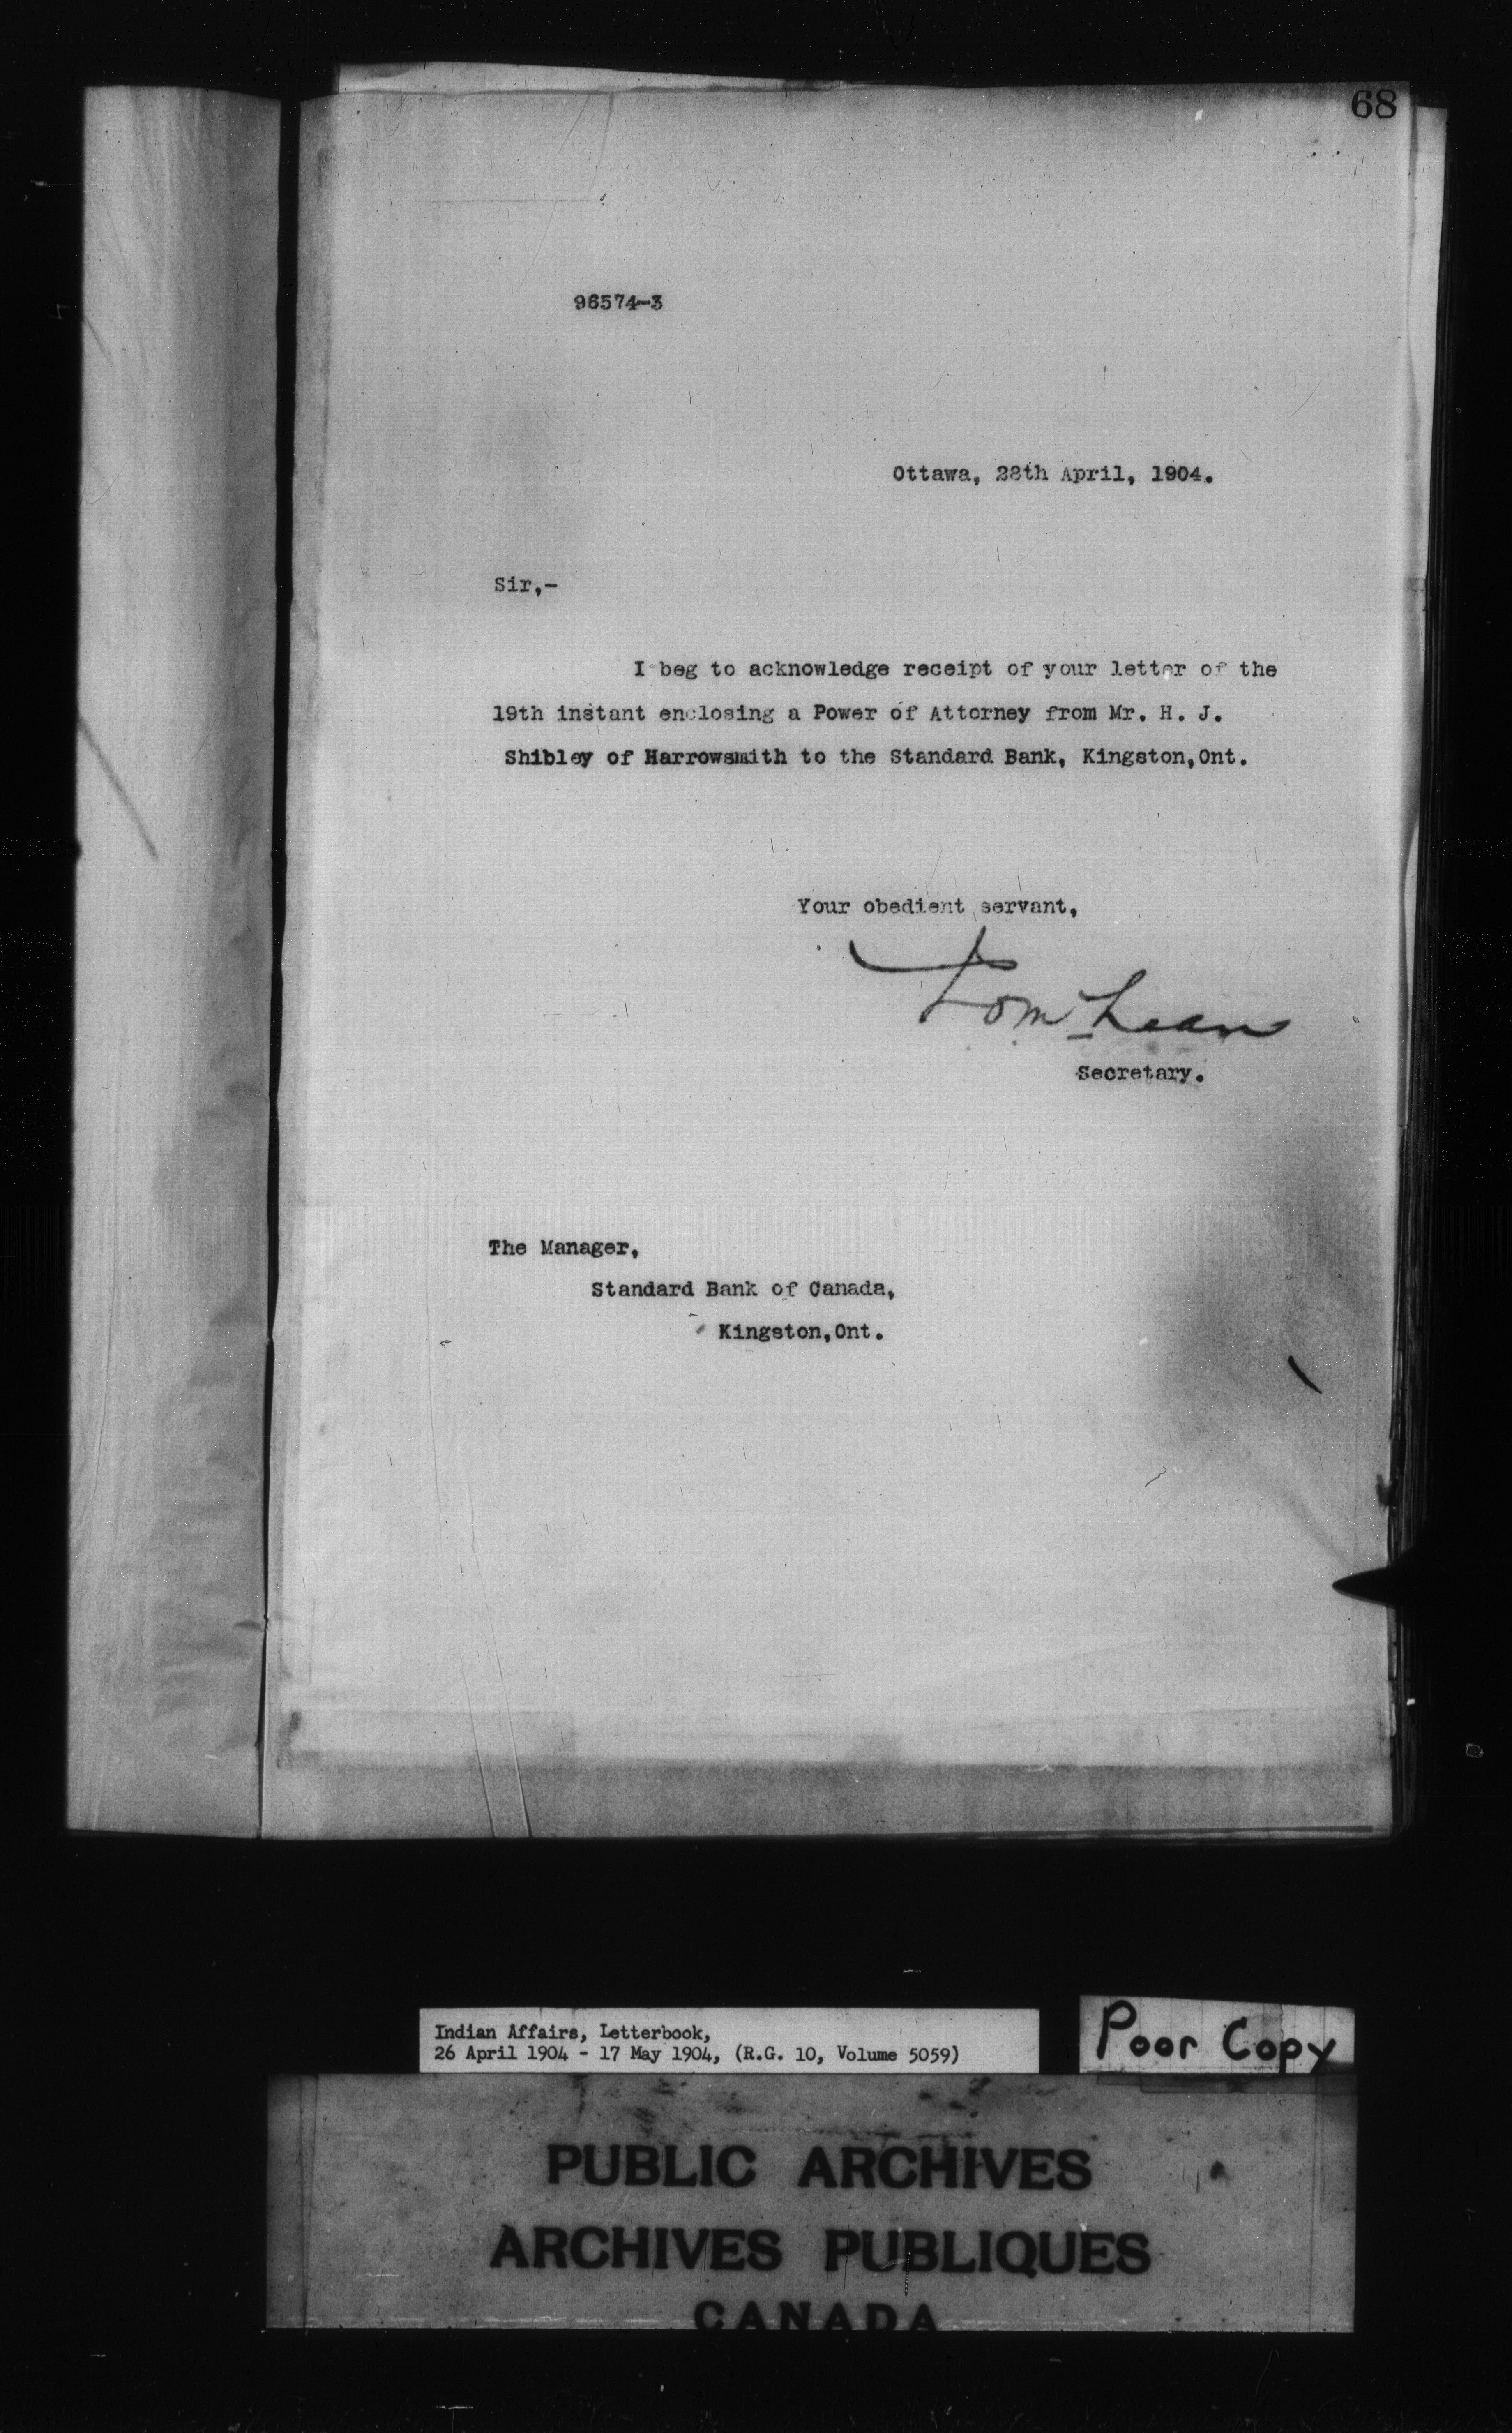 68
96574-3
Ottawa, 28th April, 1904.
Sir,-
I beg to acknowledge receipt of your letter of the
19th instant enclosing a Power of Attorney from Mr. H. J.
Shibley of Harrowsmith to the Standard Bank, Kingston,Ont.
Your obedient servant,
Secretary.
The Manager,
Standard Bank of Canada,
Kingston,Ont.
Indian Affairs, Letterbook,
26 April 1904 - 17 May 1904, (R.G. 10, Volume 5059)
Poor Copy
PUBLIC ARCHIVES
ARCHIVES PUBLIQUES
CANADA